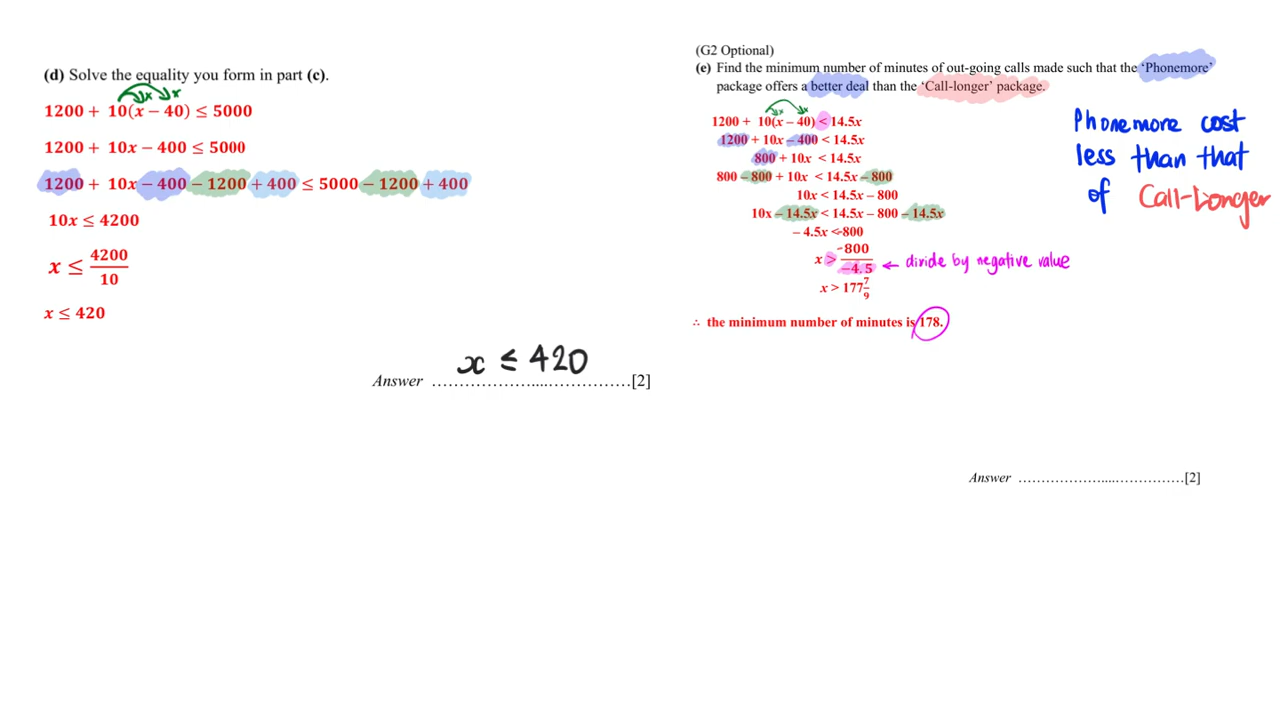 (d) Solve the equality you form in part (c).
1200 + 10(x − 40) ≤ 5000
1200 + 10x − 400 ≤ 5000
1200 + 10x − 400 − 1200 + 400 ≤ 5000 − 1200 + 400
10x ≤ 4200
x ≤ 4200/10
x ≤ 420
x ≤ 420
Answer ………………....……………[2]
(G2 Optional)
(e) Find the minimum number of minutes of out-going calls made such that the ‘Phonemore’
package offers a better deal than the ‘Call-longer’ package.
1200 + 10(x − 40) < 14.5x
1200 + 10x − 400 < 14.5x
800 + 10x < 14.5x
800 − 800 + 10x < 14.5x − 800
10x < 14.5x − 800
10x − 14.5x < 14.5x − 800 − 14.5x
− 4.5x <-800
x > -800/−4.5 ← divide by negative value
x > 177 7/9
∴ the minimum number of minutes is 178.
Phonemore cost
less than that
of Call-Longer
Answer ………………....……………[2]